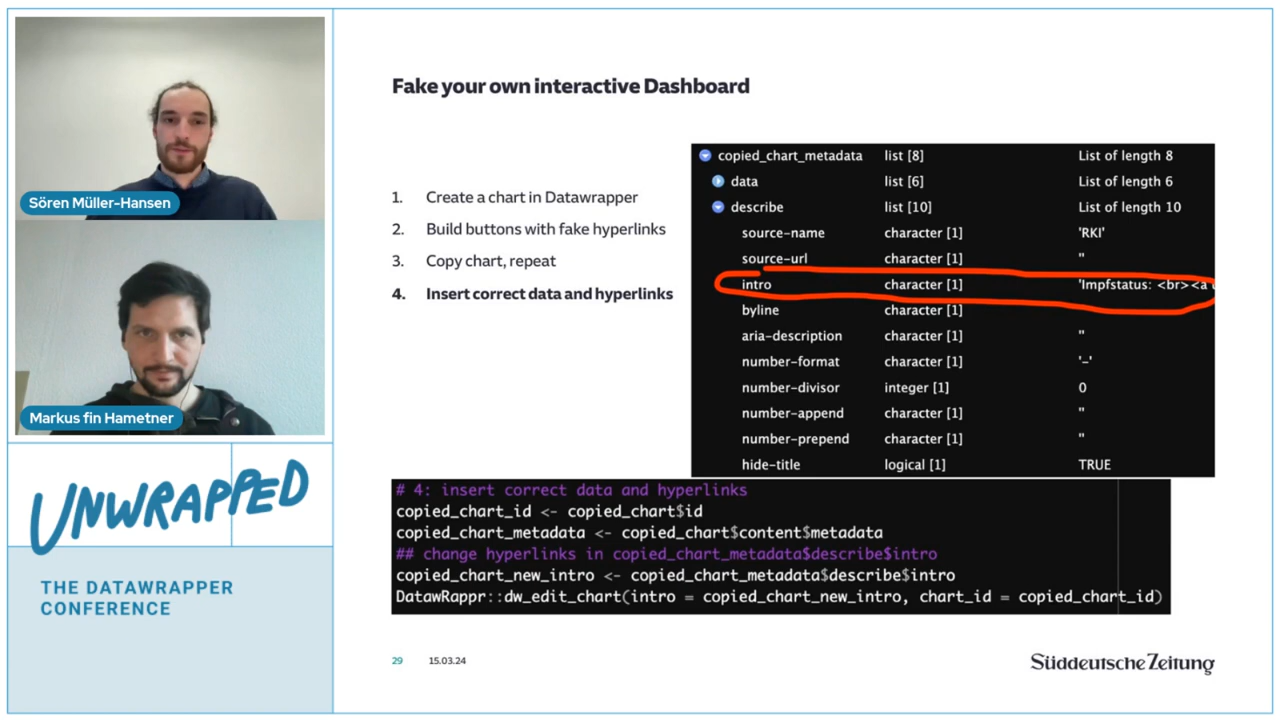 Sören Müller-Hansen
Markus fin Hametner
UNWRAPPED
THE DATAWRAPPER
CONFERENCE
Fake your own interactive Dashboard
1. Create a chart in Datawrapper
2. Build buttons with fake hyperlinks
3. Copy chart, repeat
4. Insert correct data and hyperlinks
copied_chart_metadata list [8] List of length 8
data list [6] List of length 6
describe list [10] List of length 10
source-name character [1] 'RKI'
source-url character [1] ''
intro character [1] 'Impfstatus: <br><a
byline character [1]
aria-description character [1] ''
number-format character [1] '-'
number-divisor integer [1] 0
number-append character [1] ''
number-prepend character [1] ''
hide-title logical [1] TRUE
# 4: insert correct data and hyperlinks
copied_chart_id <- copied_chart$id
copied_chart_metadata <- copied_chart$content$metadata
## change hyperlinks in copied_chart_metadata$describe$intro
copied_chart_new_intro <- copied_chart_metadata$describe$intro
DatawRappr::dw_edit_chart(intro = copied_chart_new_intro, chart_id = copied_chart_id)
29 15.03.24
Süddeutsche Zeitung